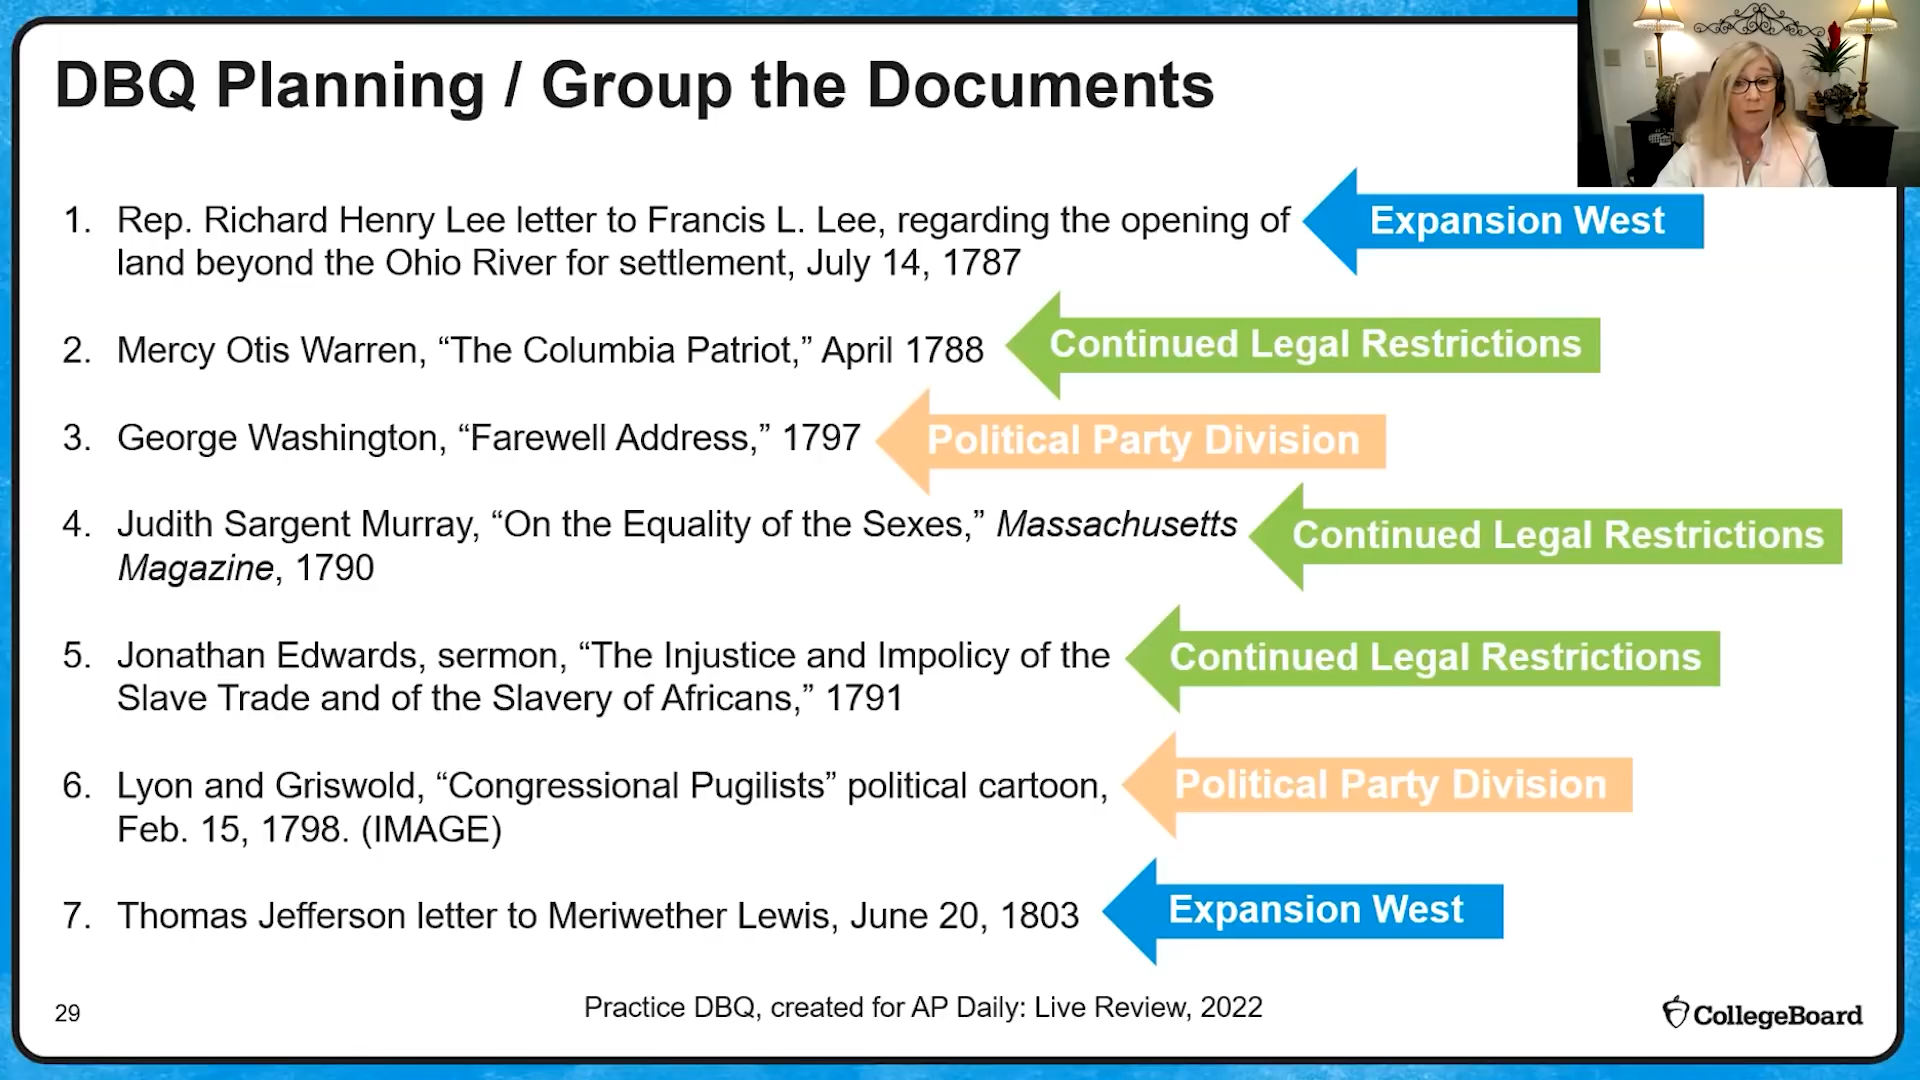 DBQ Planning / Group the Documents
1. Rep. Richard Henry Lee letter to Francis L. Lee, regarding the opening of
land beyond the Ohio River for settlement, July 14, 1787
Expansion West
2. Mercy Otis Warren, “The Columbia Patriot,” April 1788
Continued Legal Restrictions
3. George Washington, “Farewell Address,” 1797
Political Party Division
4. Judith Sargent Murray, “On the Equality of the Sexes,” Massachusetts
Magazine, 1790
Continued Legal Restrictions
5. Jonathan Edwards, sermon, “The Injustice and Impolicy of the
Slave Trade and of the Slavery of Africans,” 1791
Continued Legal Restrictions
6. Lyon and Griswold, “Congressional Pugilists” political cartoon,
Feb. 15, 1798. (IMAGE)
Political Party Division
7. Thomas Jefferson letter to Meriwether Lewis, June 20, 1803
Expansion West
29
Practice DBQ, created for AP Daily: Live Review, 2022
CollegeBoard